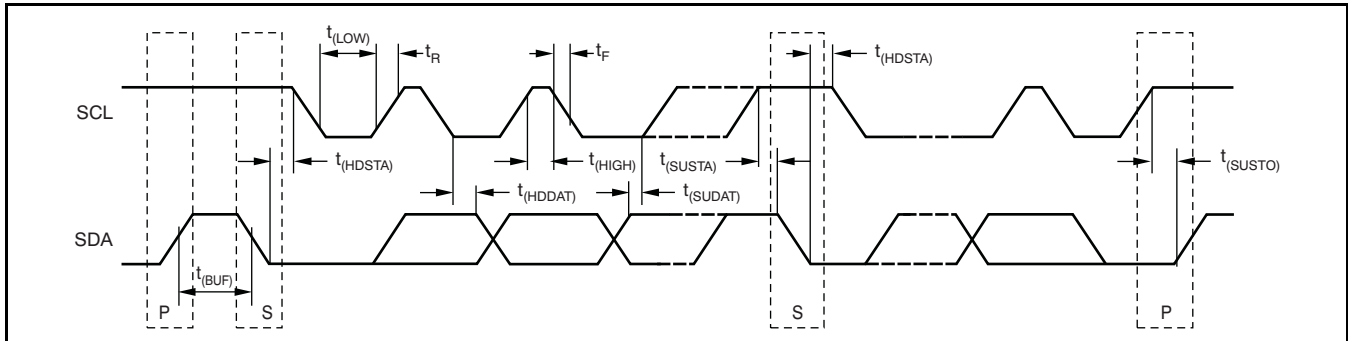 t(LOW)
tR
tF
t(HDSTA)
SCL
t(HDSTA)
t(HIGH)
t(SUSTA)
t(SUSTO)
t(HDDAT)
t(SUDAT)
SDA
t(BUF)
P
S
S
P